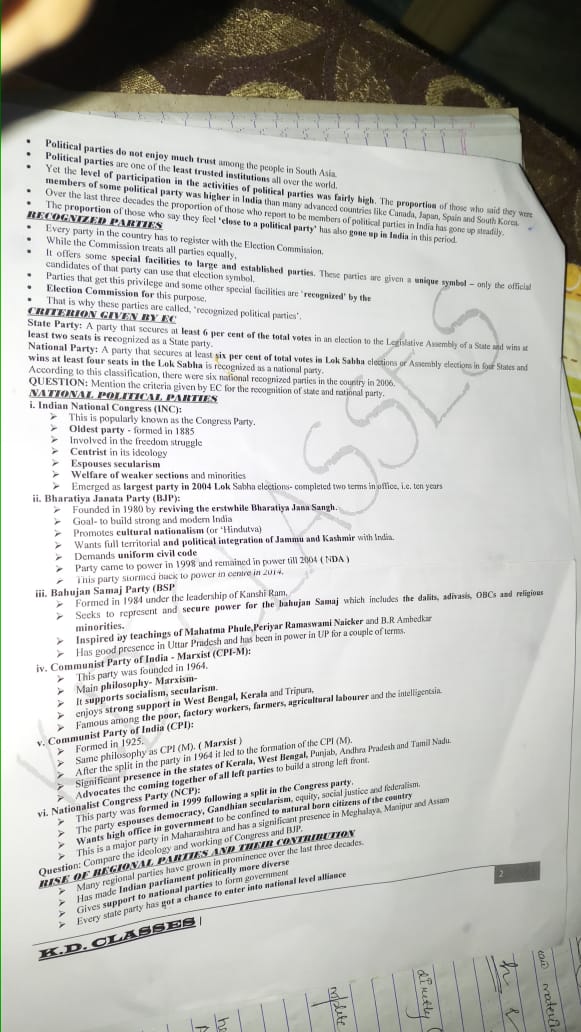 • Political parties do not enjoy much trust among the people in South Asia.
• Political parties are one of the least trusted institutions all over the world.
• Yet the level of participation in the activities of political parties was fairly high. The proportion of those who said they were
members of some political party was higher in India than many advanced countries like Canada, Japan, Spain and South Korea.
• Over the last three decades the proportion of those who report to be members of political parties in India has gone up steadily.
• The proportion of those who say they feel 'close to a political party' has also gone up in India in this period.
RECOGNIZED PARTIES
• Every party in the country has to register with the Election Commission.
• While the Commission treats all parties equally,
• It offers some special facilities to large and established parties. These parties are given a unique symbol – only the official
candidates of that party can use that election symbol.
• Parties that get this privilege and some other special facilities are 'recognized' by the
• Election Commission for this purpose.
• That is why these parties are called, 'recognized political parties'.
CRITERION GIVEN BY EC
State Party: A party that secures at least 6 per cent of the total votes in an election to the Legislative Assembly of a State and wins at
least two seats is recognized as a State party.
National Party: A party that secures at least six per cent of total votes in Lok Sabha elections or Assembly elections in four States and
wins at least four seats in the Lok Sabha is recognized as a national party.
According to this classification, there were six national recognized parties in the country in 2006.
QUESTION: Mention the criteria given by EC for the recognition of state and national party.
NATIONAL POLITICAL PARTIES
i. Indian National Congress (INC):
➢ This is popularly known as the Congress Party.
➢ Oldest party - formed in 1885
➢ Involved in the freedom struggle
➢ Centrist in its ideology
➢ Espouses secularism
➢ Welfare of weaker sections and minorities
➢ Emerged as largest party in 2004 Lok Sabha elections- completed two terms in office, i.e. ten years
ii. Bharatiya Janata Party (BJP):
➢ Founded in 1980 by reviving the erstwhile Bharatiya Jana Sangh.
➢ Goal- to build strong and modern India
➢ Promotes cultural nationalism (or 'Hindutva)
➢ Wants full territorial and political integration of Jammu and Kashmir with India.
➢ Demands uniform civil code
➢ Party came to power in 1998 and remained in power till 2004 ( NDA )
➢ This party stormed back to power in centre in 2014.
iii. Bahujan Samaj Party (BSP
➢ Formed in 1984 under the leadership of Kanshi Ram,
➢ Seeks to represent and secure power for the bahujan Samaj which includes the dalits, adivasis, OBCs and religious
minorities.
➢ Inspired by teachings of Mahatma Phule,Periyar Ramaswami Naicker and B.R Ambedkar
➢ Has good presence in Uttar Pradesh and has been in power in UP for a couple of terms.
iv. Communist Party of India - Marxist (CPI-M):
➢ This party was founded in 1964.
➢ Main philosophy- Marxism-
➢ It supports socialism, secularism.
➢ enjoys strong support in West Bengal, Kerala and Tripura,
➢ Famous among the poor, factory workers, farmers, agricultural labourer and the intelligentsia.
v. Communist Party of India (CPI):
➢ Formed in 1925.
➢ Same philosophy as CPI (M). ( Marxist )
➢ After the split in the party in 1964 it led to the formation of the CPI (M).
➢ Significant presence in the states of Kerala, West Bengal, Punjab, Andhra Pradesh and Tamil Nadu.
➢ Advocates the coming together of all left parties to build a strong left front.
vi. Nationalist Congress Party (NCP):
➢ This party was formed in 1999 following a split in the Congress party.
➢ The party espouses democracy, Gandhian secularism, equity, social justice and federalism.
➢ Wants high office in government to be confined to natural born citizens of the country
➢ This is a major party in Maharashtra and has a significant presence in Meghalaya, Manipur and Assam
Question: Compare the ideology and working of Congress and BJP.
RISE OF REGIONAL PARTIES AND THEIR CONTRIBUTION
➢ Many regional parties have grown in prominence over the last three decades.
➢ Has made Indian parliament politically more diverse
➢ Gives support to national parties to form government
➢ Every state party has got a chance to enter into national level alliance
2
K.D. CLASSES |
K.D CLASSES
directly